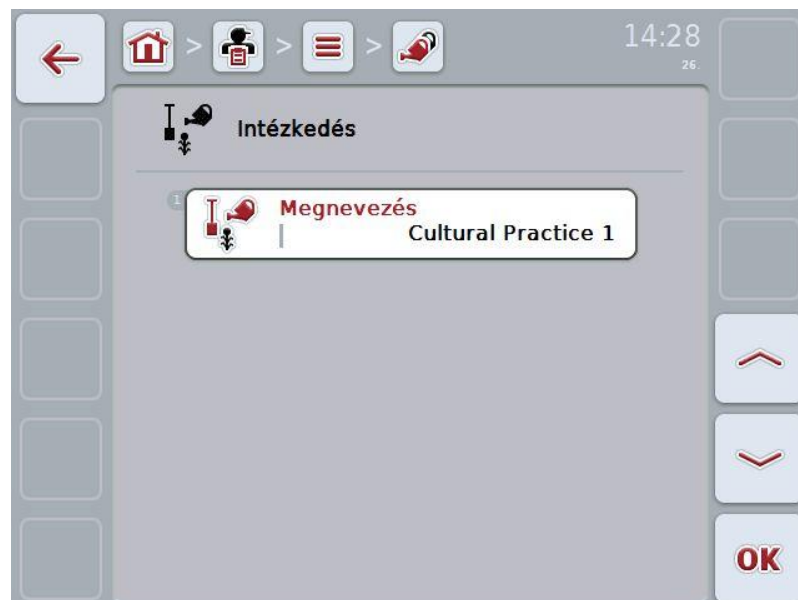 > > >
14:28
26.
Intézkedés
1
Megnevezés
Cultural Practice 1
OK